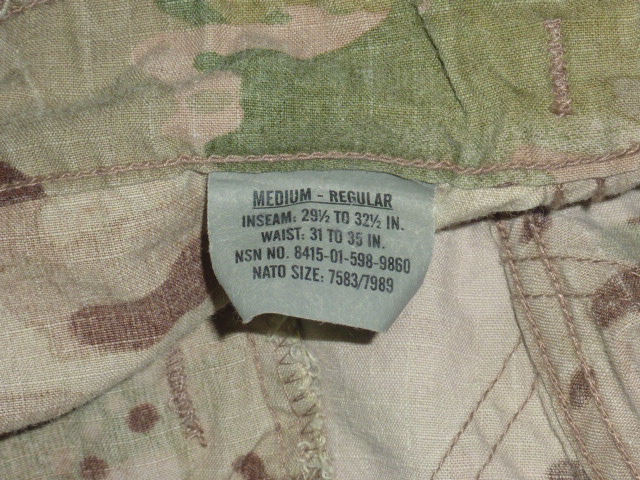 MEDIUM - REGULAR
INSEAM: 29½ TO 32½ IN.
WAIST: 31 TO 35 IN.
NSN NO. 8415-01-598-9860
NATO SIZE: 7583/7989